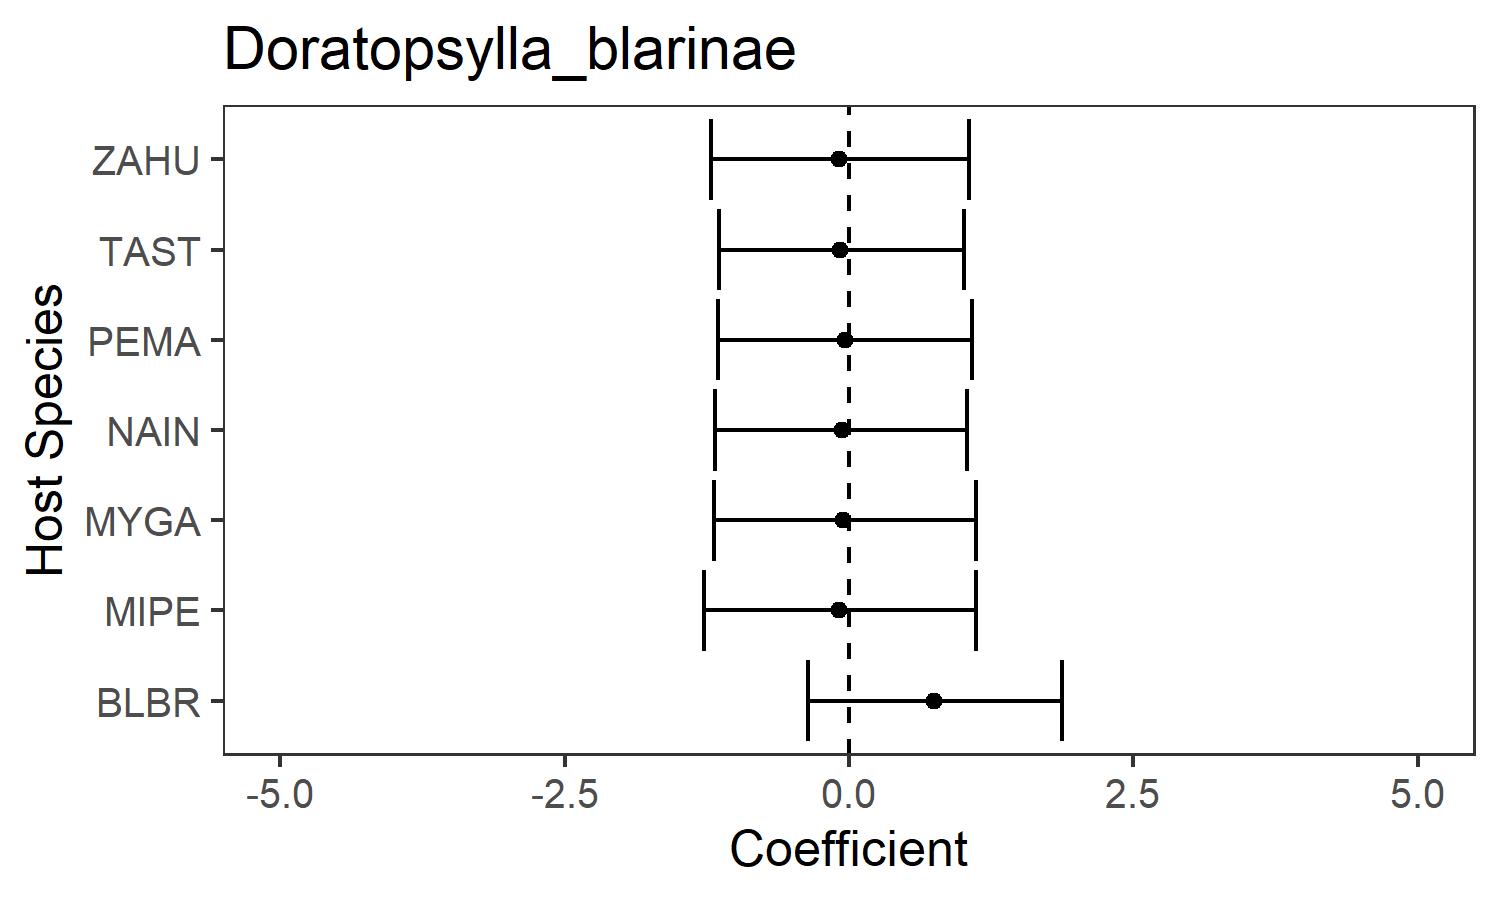 Doratopsylla_blarinae
Host Species
ZAHU
TAST
PEMA
NAIN
MYGA
MIPE
BLBR
-5.0 -2.5 0.0 2.5 5.0
Coefficient